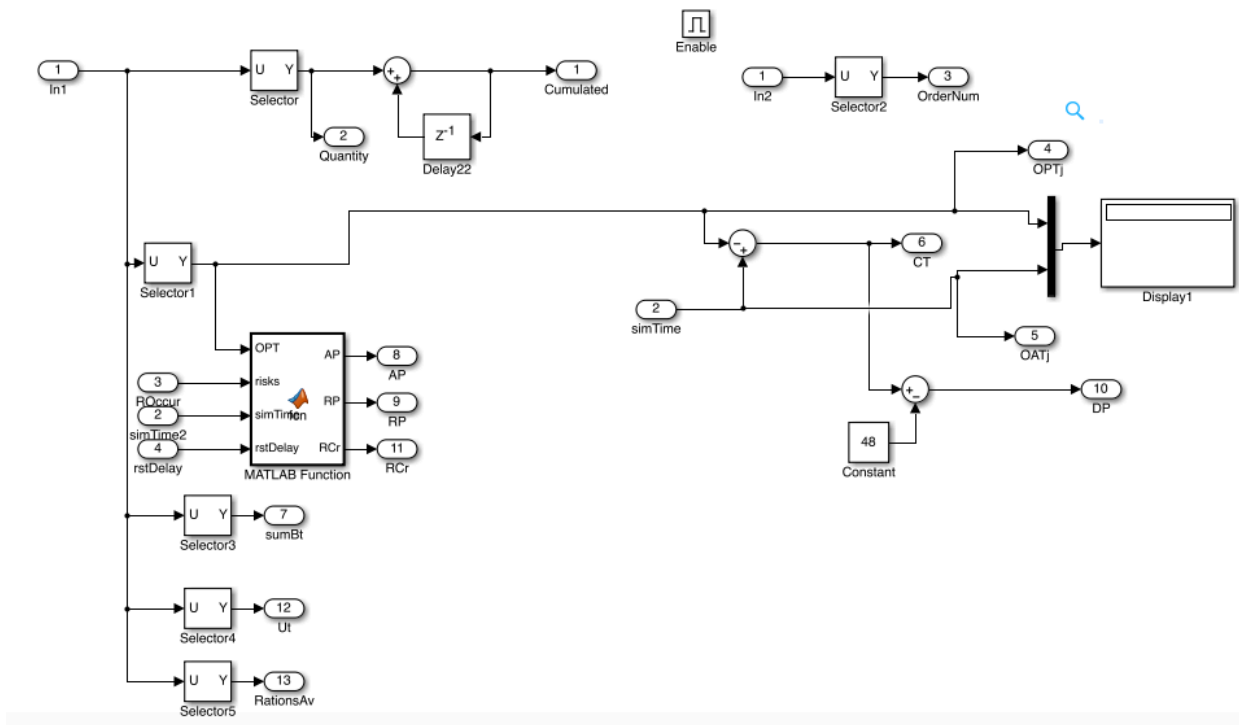 Enable
1
In1
U Y
Selector
+
+
1
Cumulated
2
Quantity
Z-1
Delay22
1
In2
U Y
Selector2
3
OrderNum
4
OPTj
U Y
Selector1
−
+
6
CT
2
simTime
Display1
5
OATj
OPT
risks
simTime
rstDelay
AP
RP
RCr
fcn
MATLAB Function
3
ROccur
2
simTime2
4
rstDelay
8
AP
9
RP
11
RCr
+
−
48
Constant
10
DP
U Y
Selector3
7
sumBt
U Y
Selector4
12
Ut
U Y
Selector5
13
RationsAv